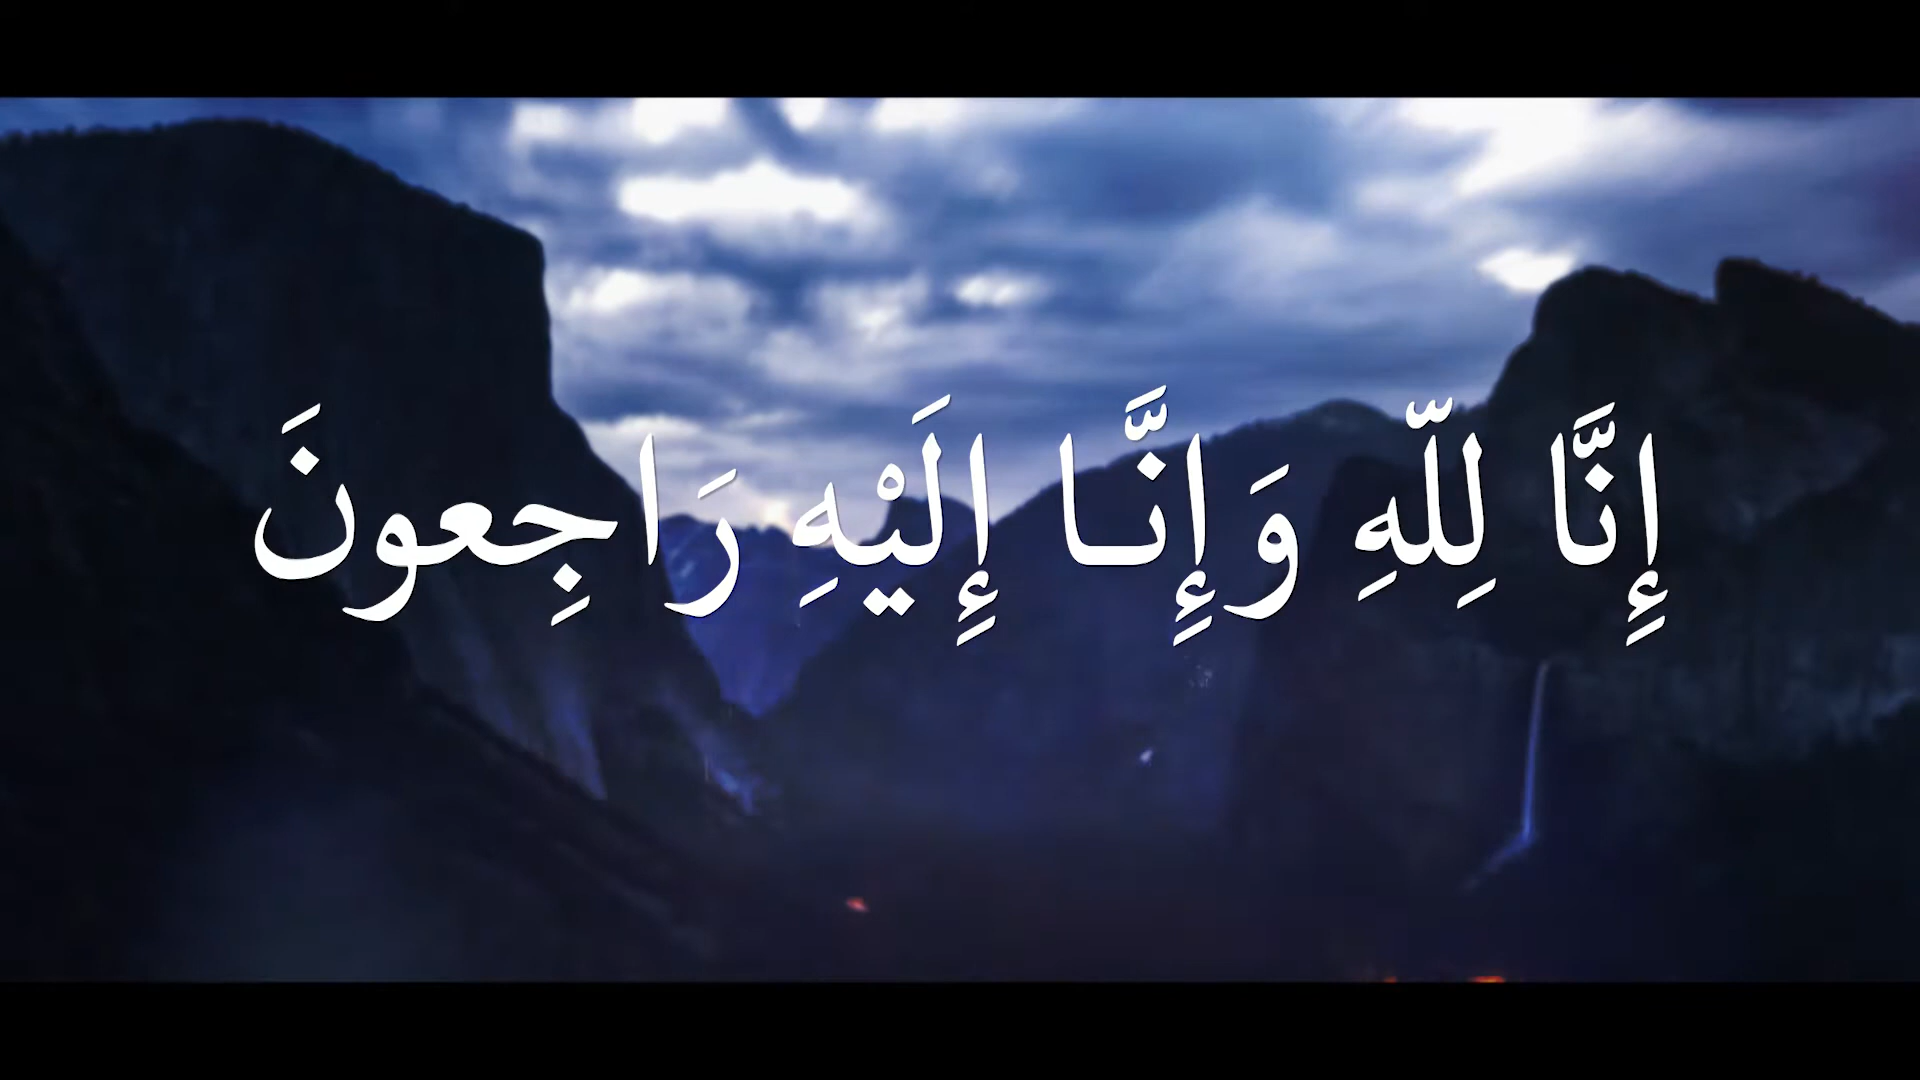 إِنَّا لِلّهِ وَإِنَّـا إِلَيْهِ رَاجِعونَ